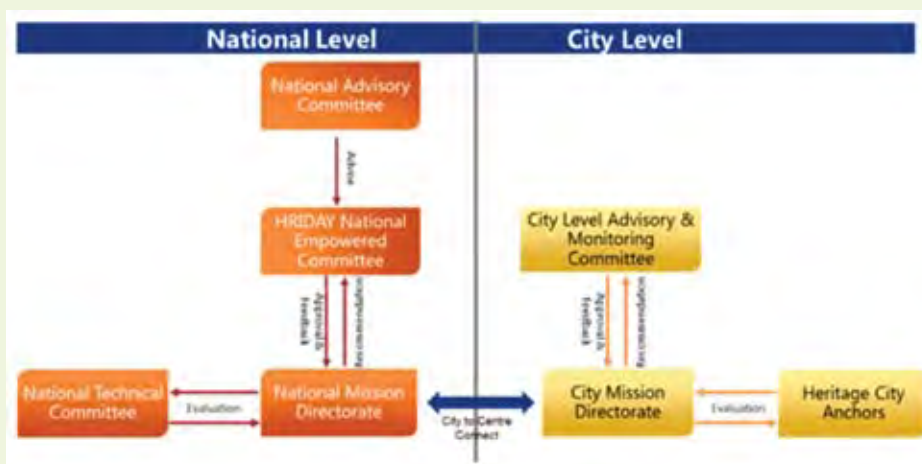 National Level
City Level
National Advisory
Committee
Advise
HRIDAY National
Empowered
Committee
City Level Advisory &
Monitoring
Committee
Approval &
feedback
Recommendation
Approval &
feedback
Recommendation
National Technical
Committee
Evaluation
National Mission
Directorate
City to Centre
Connect
City Mission
Directorate
Evaluation
Heritage City
Anchors